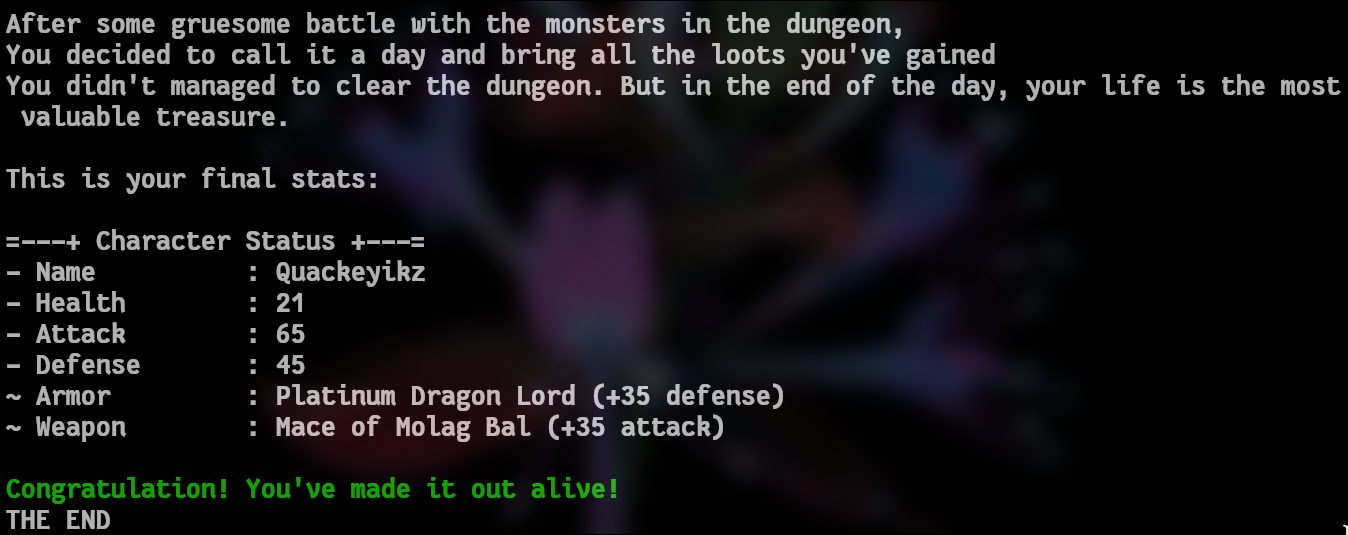 After some gruesome battle with the monsters in the dungeon,
You decided to call it a day and bring all the loots you've gained
You didn't managed to clear the dungeon. But in the end of the day, your life is the most
valuable treasure.
This is your final stats:
=---+ Character Status +---=
- Name : Quackeyikz
- Health : 21
- Attack : 65
- Defense : 45
~ Armor : Platinum Dragon Lord (+35 defense)
~ Weapon : Mace of Molag Bal (+35 attack)
Congratulation! You've made it out alive!
THE END